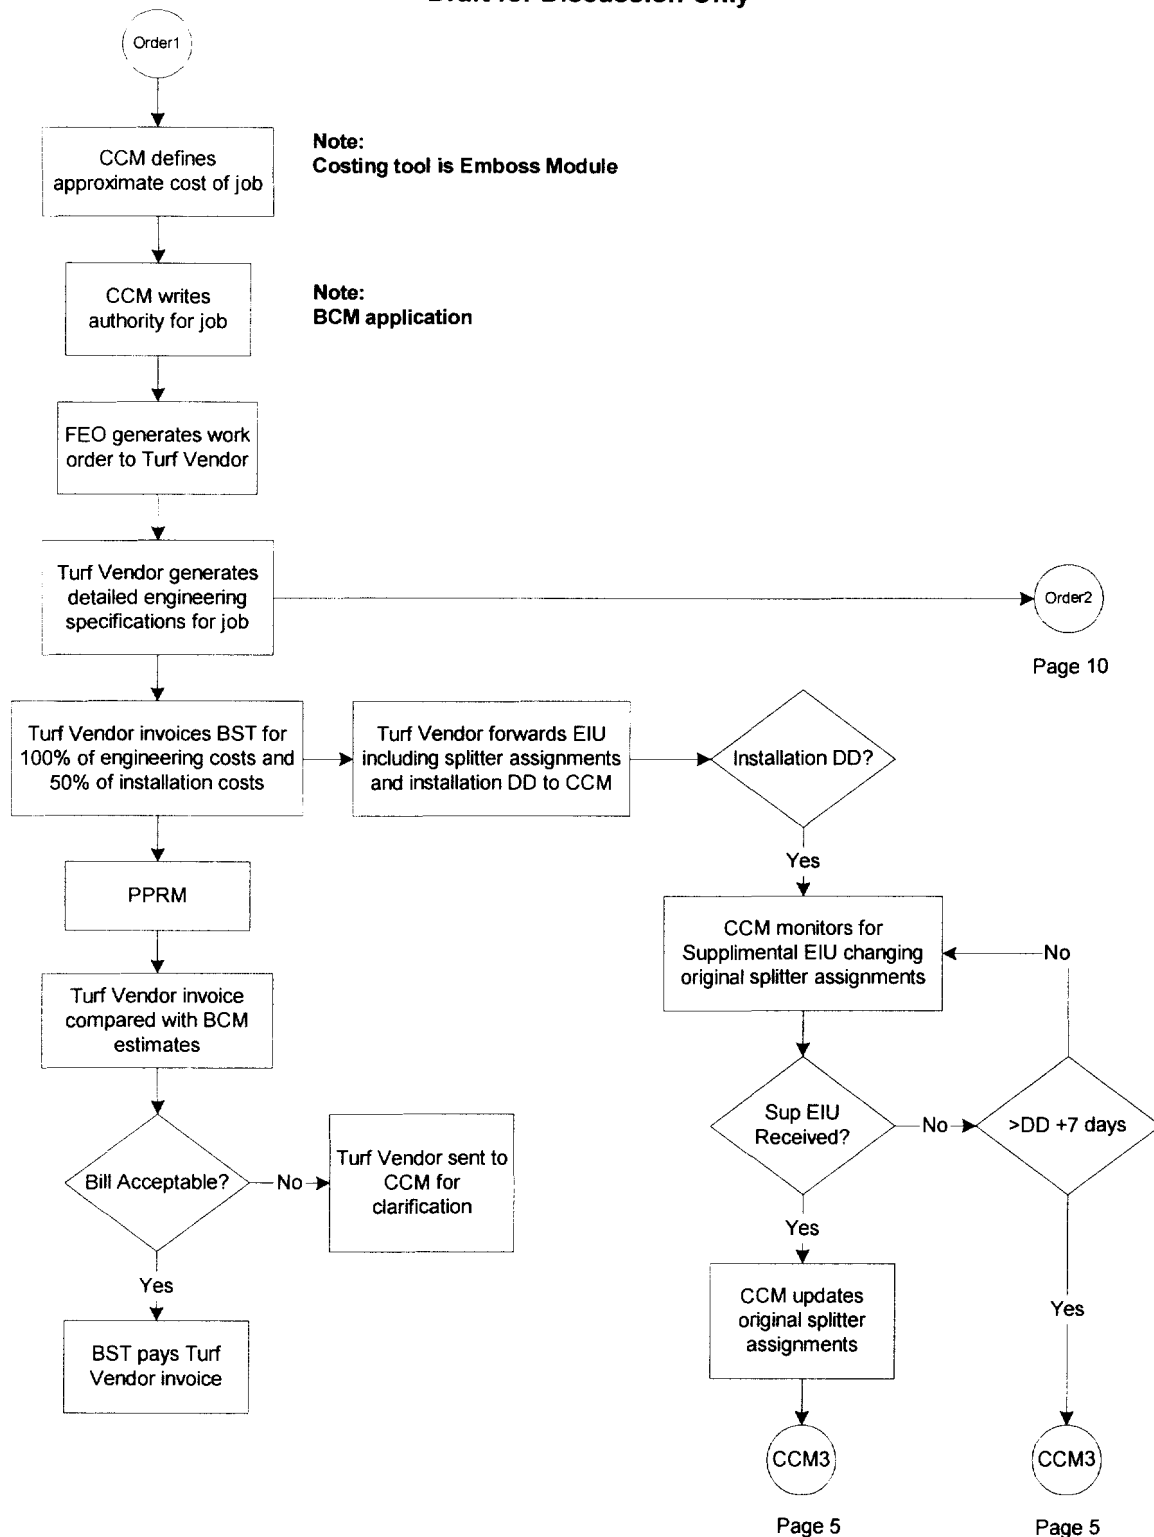 Draft for Discussion Only
Order1
CCM defines
approximate cost of job
Note:
Costing tool is Emboss Module
CCM writes
authority for job
Note:
BCM application
FEO generates work
order to Turf Vendor
Turf Vendor generates
detailed engineering
specifications for job
Order2
Page 10
Turf Vendor invoices BST for
100% of engineering costs and
50% of installation costs
Turf Vendor forwards EIU
including splitter assignments
and installation DD to CCM
Installation DD?
Yes
PPRM
CCM monitors for
Supplimental EIU changing
original splitter assignments
No
Turf Vendor invoice
compared with BCM
estimates
Sup EIU
Received?
No
>DD +7 days
Bill Acceptable?
No
Turf Vendor sent to
CCM for
clarification
Yes
Yes
Yes
CCM updates
original splitter
assignments
BST pays Turf
Vendor invoice
CCM3
CCM3
Page 5
Page 5